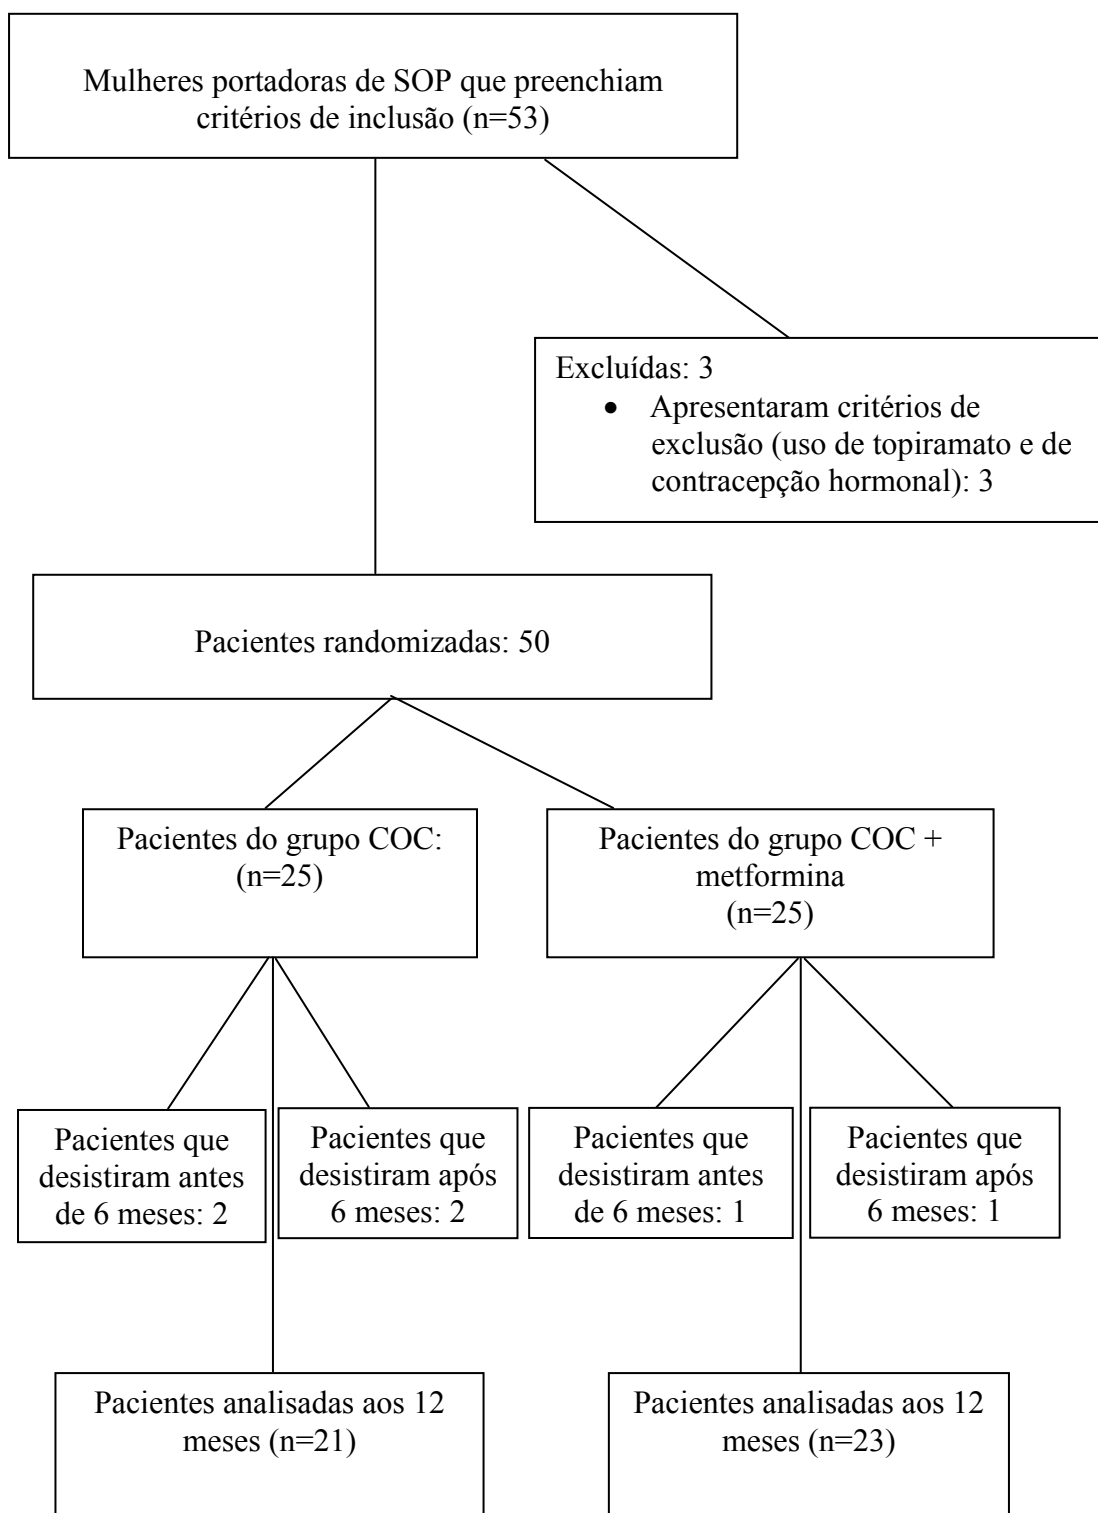 Mulheres portadoras de SOP que preenchiam
critérios de inclusão (n=53)
Excluídas: 3
• Apresentaram critérios de
exclusão (uso de topiramato e de
contracepção hormonal): 3
Pacientes randomizadas: 50
Pacientes do grupo COC:
(n=25)
Pacientes do grupo COC +
metformina
(n=25)
Pacientes que
desistiram antes
de 6 meses: 2
Pacientes que
desistiram após
6 meses: 2
Pacientes que
desistiram antes
de 6 meses: 1
Pacientes que
desistiram após
6 meses: 1
Pacientes analisadas aos 12
meses (n=21)
Pacientes analisadas aos 12
meses (n=23)